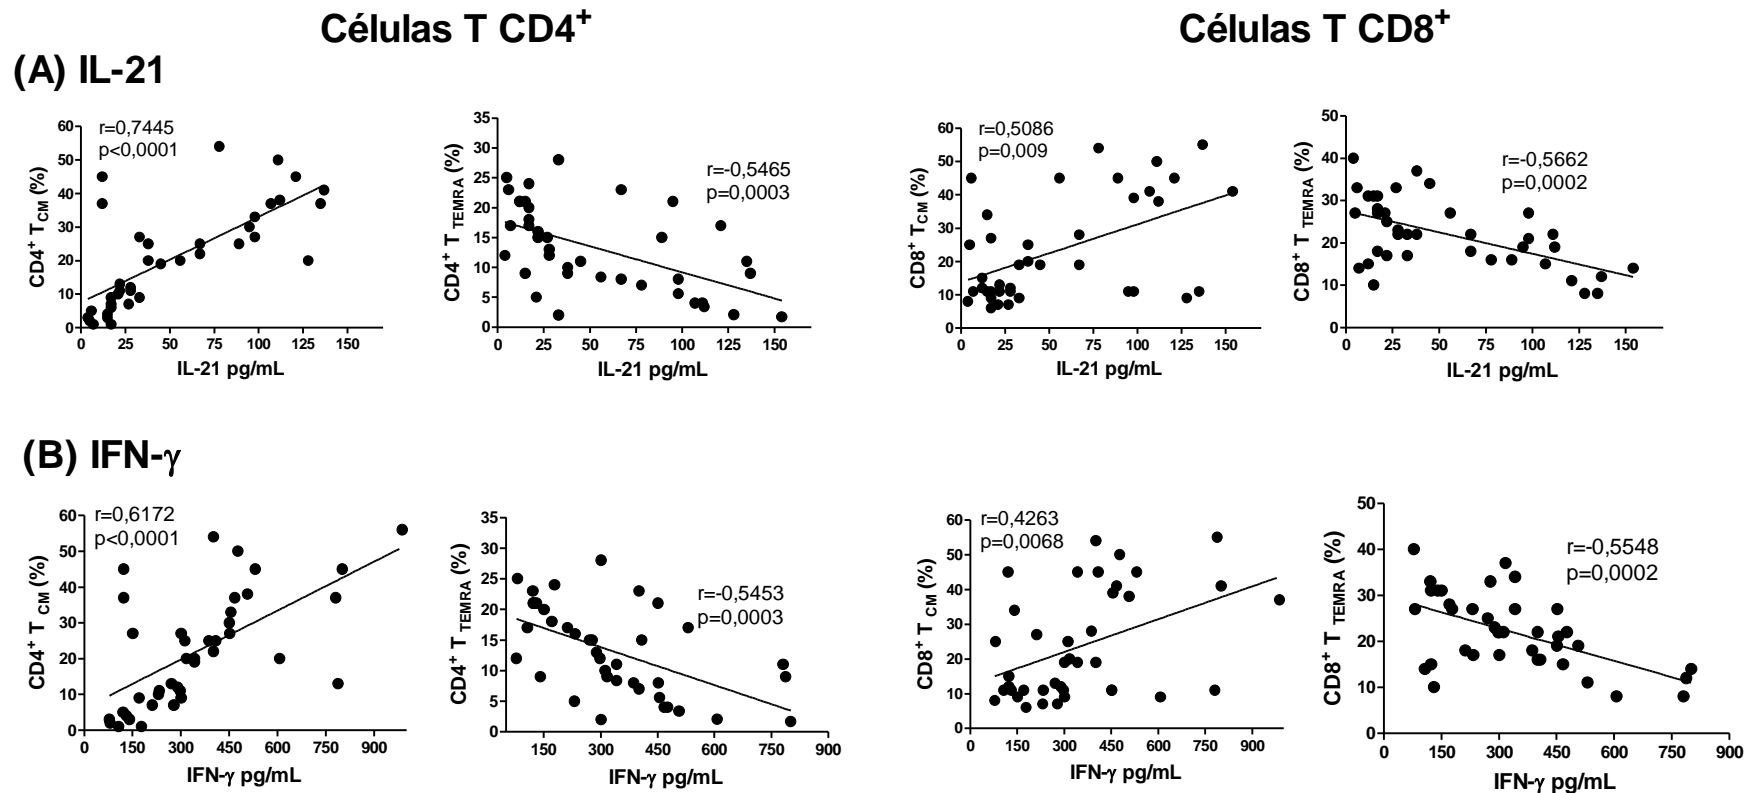 Células T CD4⁺
Células T CD8⁺
(A) IL-21
r=0,7445
p<0,0001
CD4⁺ T CM (%)
60
50
40
30
20
10
0
0 25 50 75 100 125 150
IL-21 pg/mL
r=-0,5465
p=0,0003
CD4⁺ T TEMRA (%)
35
30
25
20
15
10
5
0
0 25 50 75 100 125 150
IL-21 pg/mL
r=0,5086
p=0,009
CD8⁺ T CM (%)
60
50
40
30
20
10
0
0 25 50 75 100 125 150
IL-21 pg/mL
r=-0,5662
p=0,0002
CD8⁺ T TEMRA (%)
50
40
30
20
10
0
0 25 50 75 100 125 150
IL-21 pg/mL
(B) IFN-γ
r=0,6172
p<0,0001
CD4⁺ T CM (%)
60
50
40
30
20
10
0
0 150 300 450 600 750 900
IFN-γ pg/mL
r=-0,5453
p=0,0003
CD4⁺ T TEMRA (%)
35
30
25
20
15
10
5
0
150 300 450 600 750 900
IFN-γ pg/mL
r=0,4263
p=0,0068
CD8⁺ T CM (%)
60
50
40
30
20
10
0
0 150 300 450 600 750 900
IFN-γ pg/mL
r=-0,5548
p=0,0002
CD8⁺ T TEMRA (%)
50
40
30
20
10
0
0 150 300 450 600 750 900
IFN-γ pg/mL